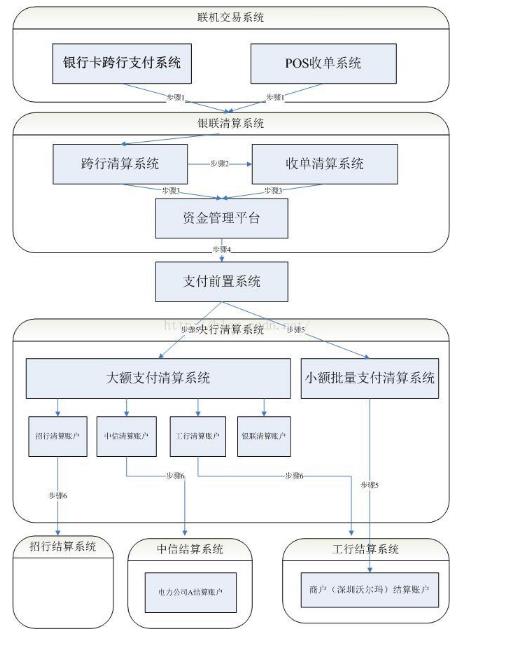 联机交易系统
银行卡跨行支付系统
POS收单系统
步骤1
步骤1
银联清算系统
跨行清算系统
步骤2
收单清算系统
步骤3
步骤3
资金管理平台
步骤4
支付前置系统
步骤5
央行清算系统
步骤5
大额支付清算系统
小额批量支付清算系统
招行清算账户
中信清算账户
工行清算账户
银联清算账户
步骤6
步骤6
步骤6
步骤5
招行结算系统
中信结算系统
工行结算系统
电力公司A结算账户
商户（深圳沃尔玛）结算账户